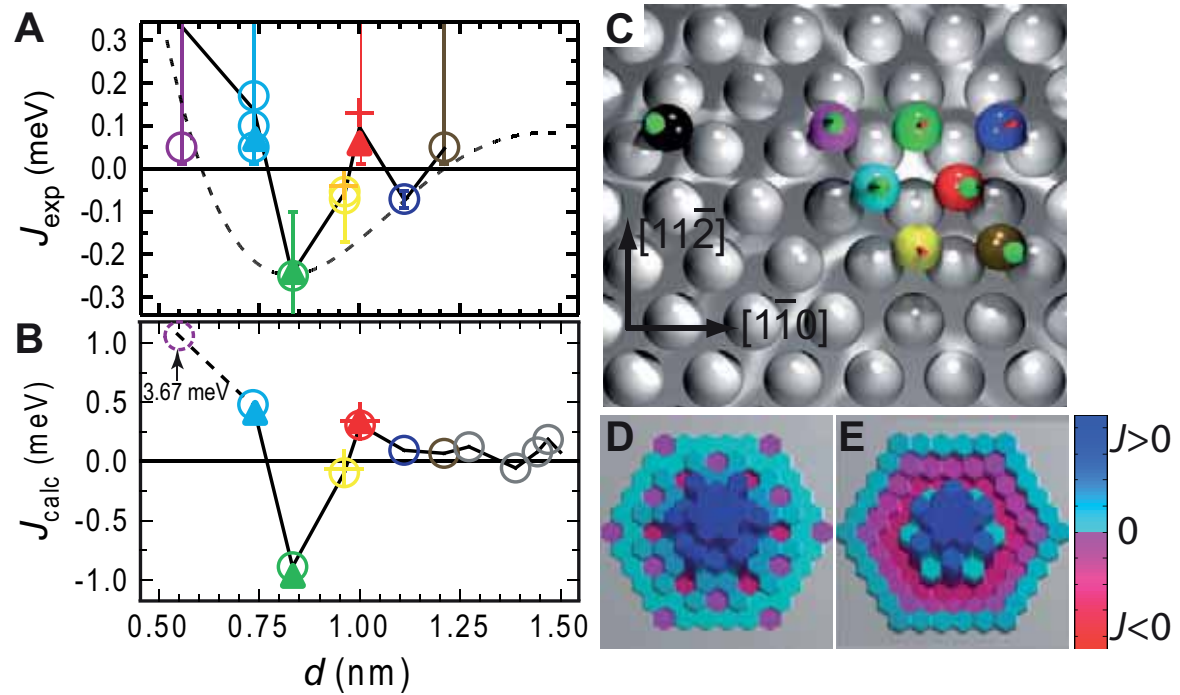 A
0.3
0.2
0.1
0.0
-0.1
-0.2
-0.3
J_exp (meV)
B
1.0
0.5
0.0
-0.5
-1.0
J_calc (meV)
3.67 meV
0.50
0.75
1.00
1.25
1.50
d (nm)
C
[112̄]
[11̄0]
D
E
J>0
0
J<0